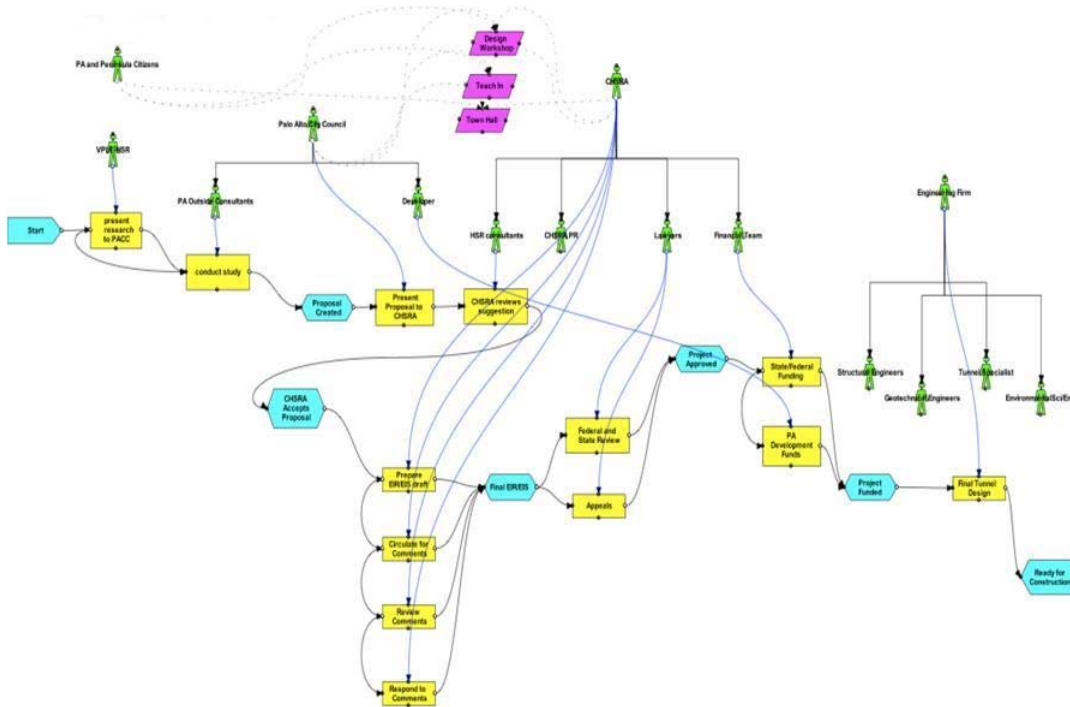 Design
Workshop
PA and Peninsula Citizens
Teach In
CHSRA
Town Hall
Palo Alto City Council
PA Outside Consultants
Developer
Engineering Firm
Start
present
research
to PACC
HSR consultants
CHSRA PR
Lawyers
Financial Team
conduct study
Proposal
Created
Present
Proposal to
CHSRA
CHSRA reviews
suggestion
Project
Approved
State/Federal
Funding
Structural Engineers
Tunnel Specialist
Geotechnical Engineers
CHSRA
Accepts
Proposal
Federal and
State Review
PA
Development
Funds
Prepare
EIR/EIS draft
Final EIR/EIS
Appeals
Project
Funded
Final Tunnel
Design
Circulate for
Comments
Ready for
Construction
Review
Comments
Respond to
Comments